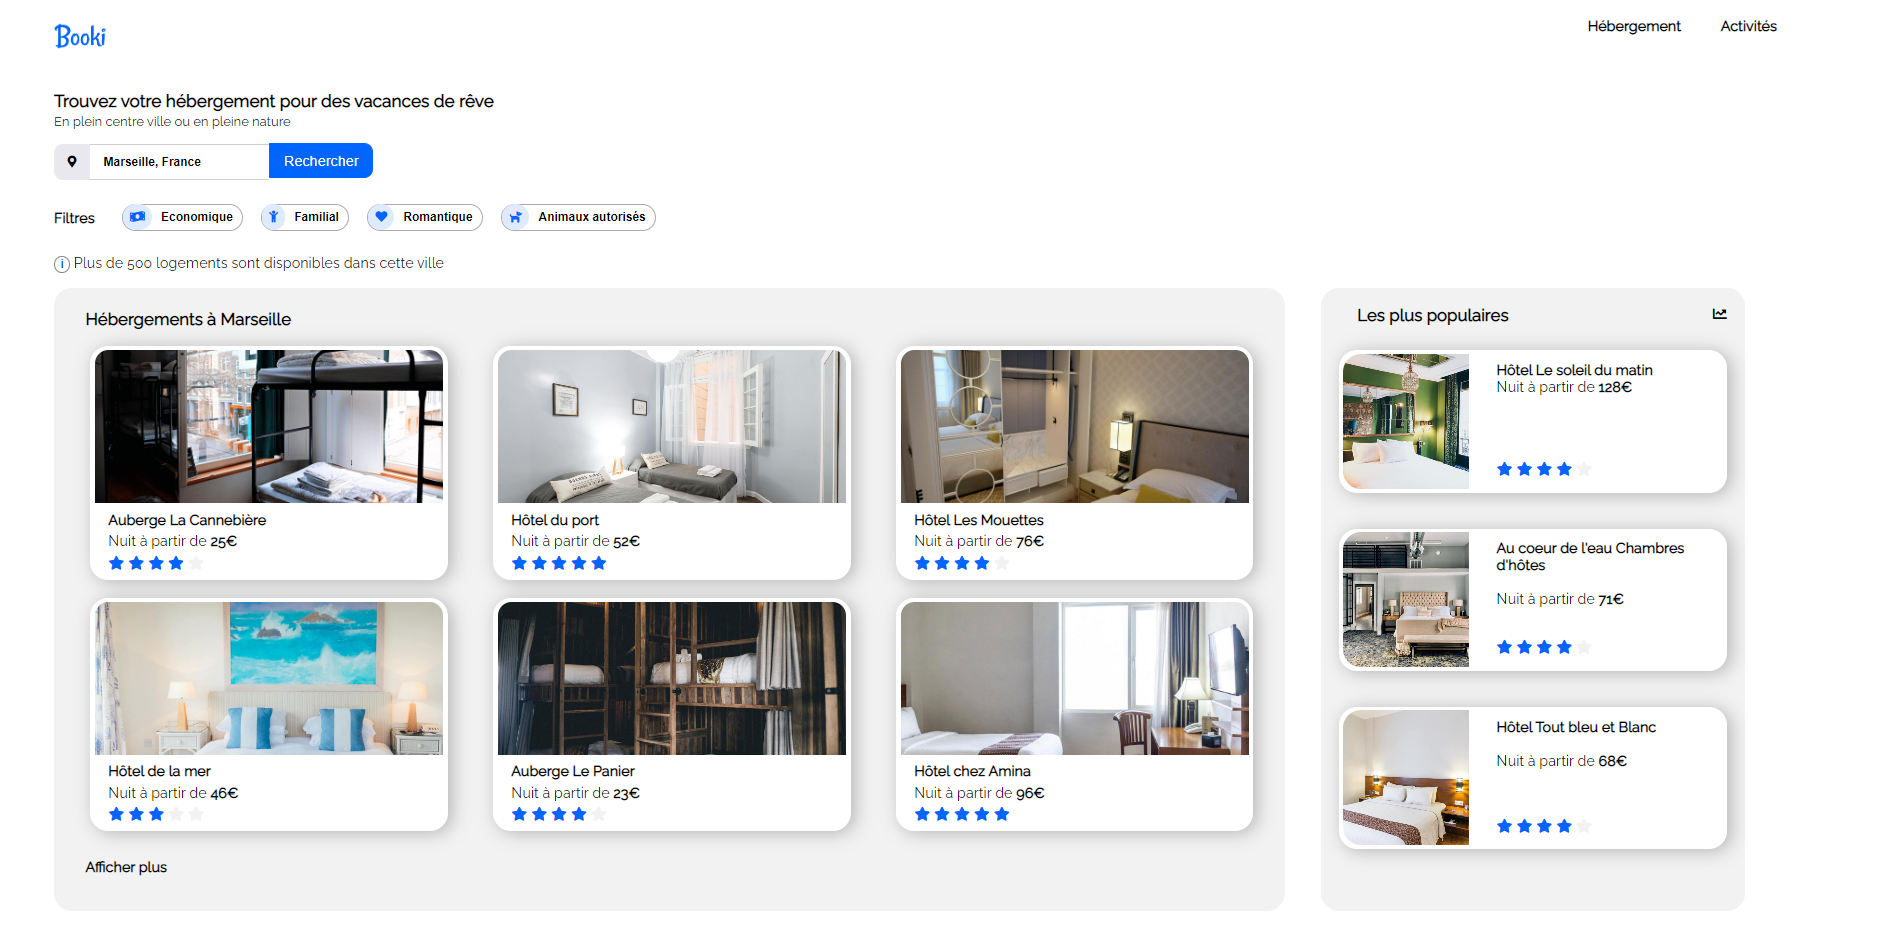 Booki
Hébergement
Activités
Trouvez votre hébergement pour des vacances de rêve
En plein centre ville ou en pleine nature
Marseille, France
Rechercher
Filtres
Economique
Familial
Romantique
Animaux autorisés
i Plus de 500 logements sont disponibles dans cette ville
Hébergements à Marseille
Auberge La Cannebière
Nuit à partir de 25€
Hôtel du port
Nuit à partir de 52€
Hôtel Les Mouettes
Nuit à partir de 76€
Hôtel de la mer
Nuit à partir de 46€
Auberge Le Panier
Nuit à partir de 23€
Hôtel chez Amina
Nuit à partir de 96€
Afficher plus
Les plus populaires
Hôtel Le soleil du matin
Nuit à partir de 128€
Au coeur de l'eau Chambres
d'hôtes
Nuit à partir de 71€
Hôtel Tout bleu et Blanc
Nuit à partir de 68€